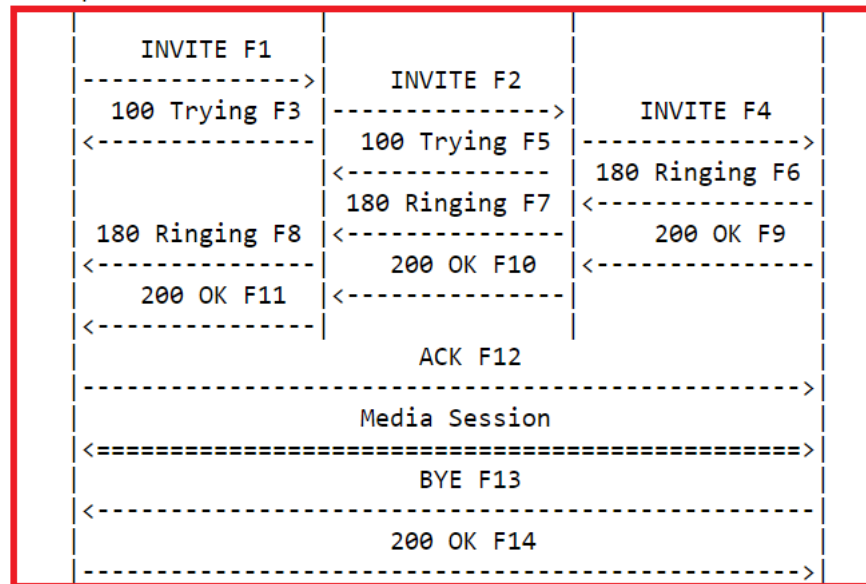 INVITE F1
INVITE F2
100 Trying F3 INVITE F4
100 Trying F5
180 Ringing F6
180 Ringing F7
180 Ringing F8 200 OK F9
200 OK F10
200 OK F11
ACK F12
Media Session
BYE F13
200 OK F14